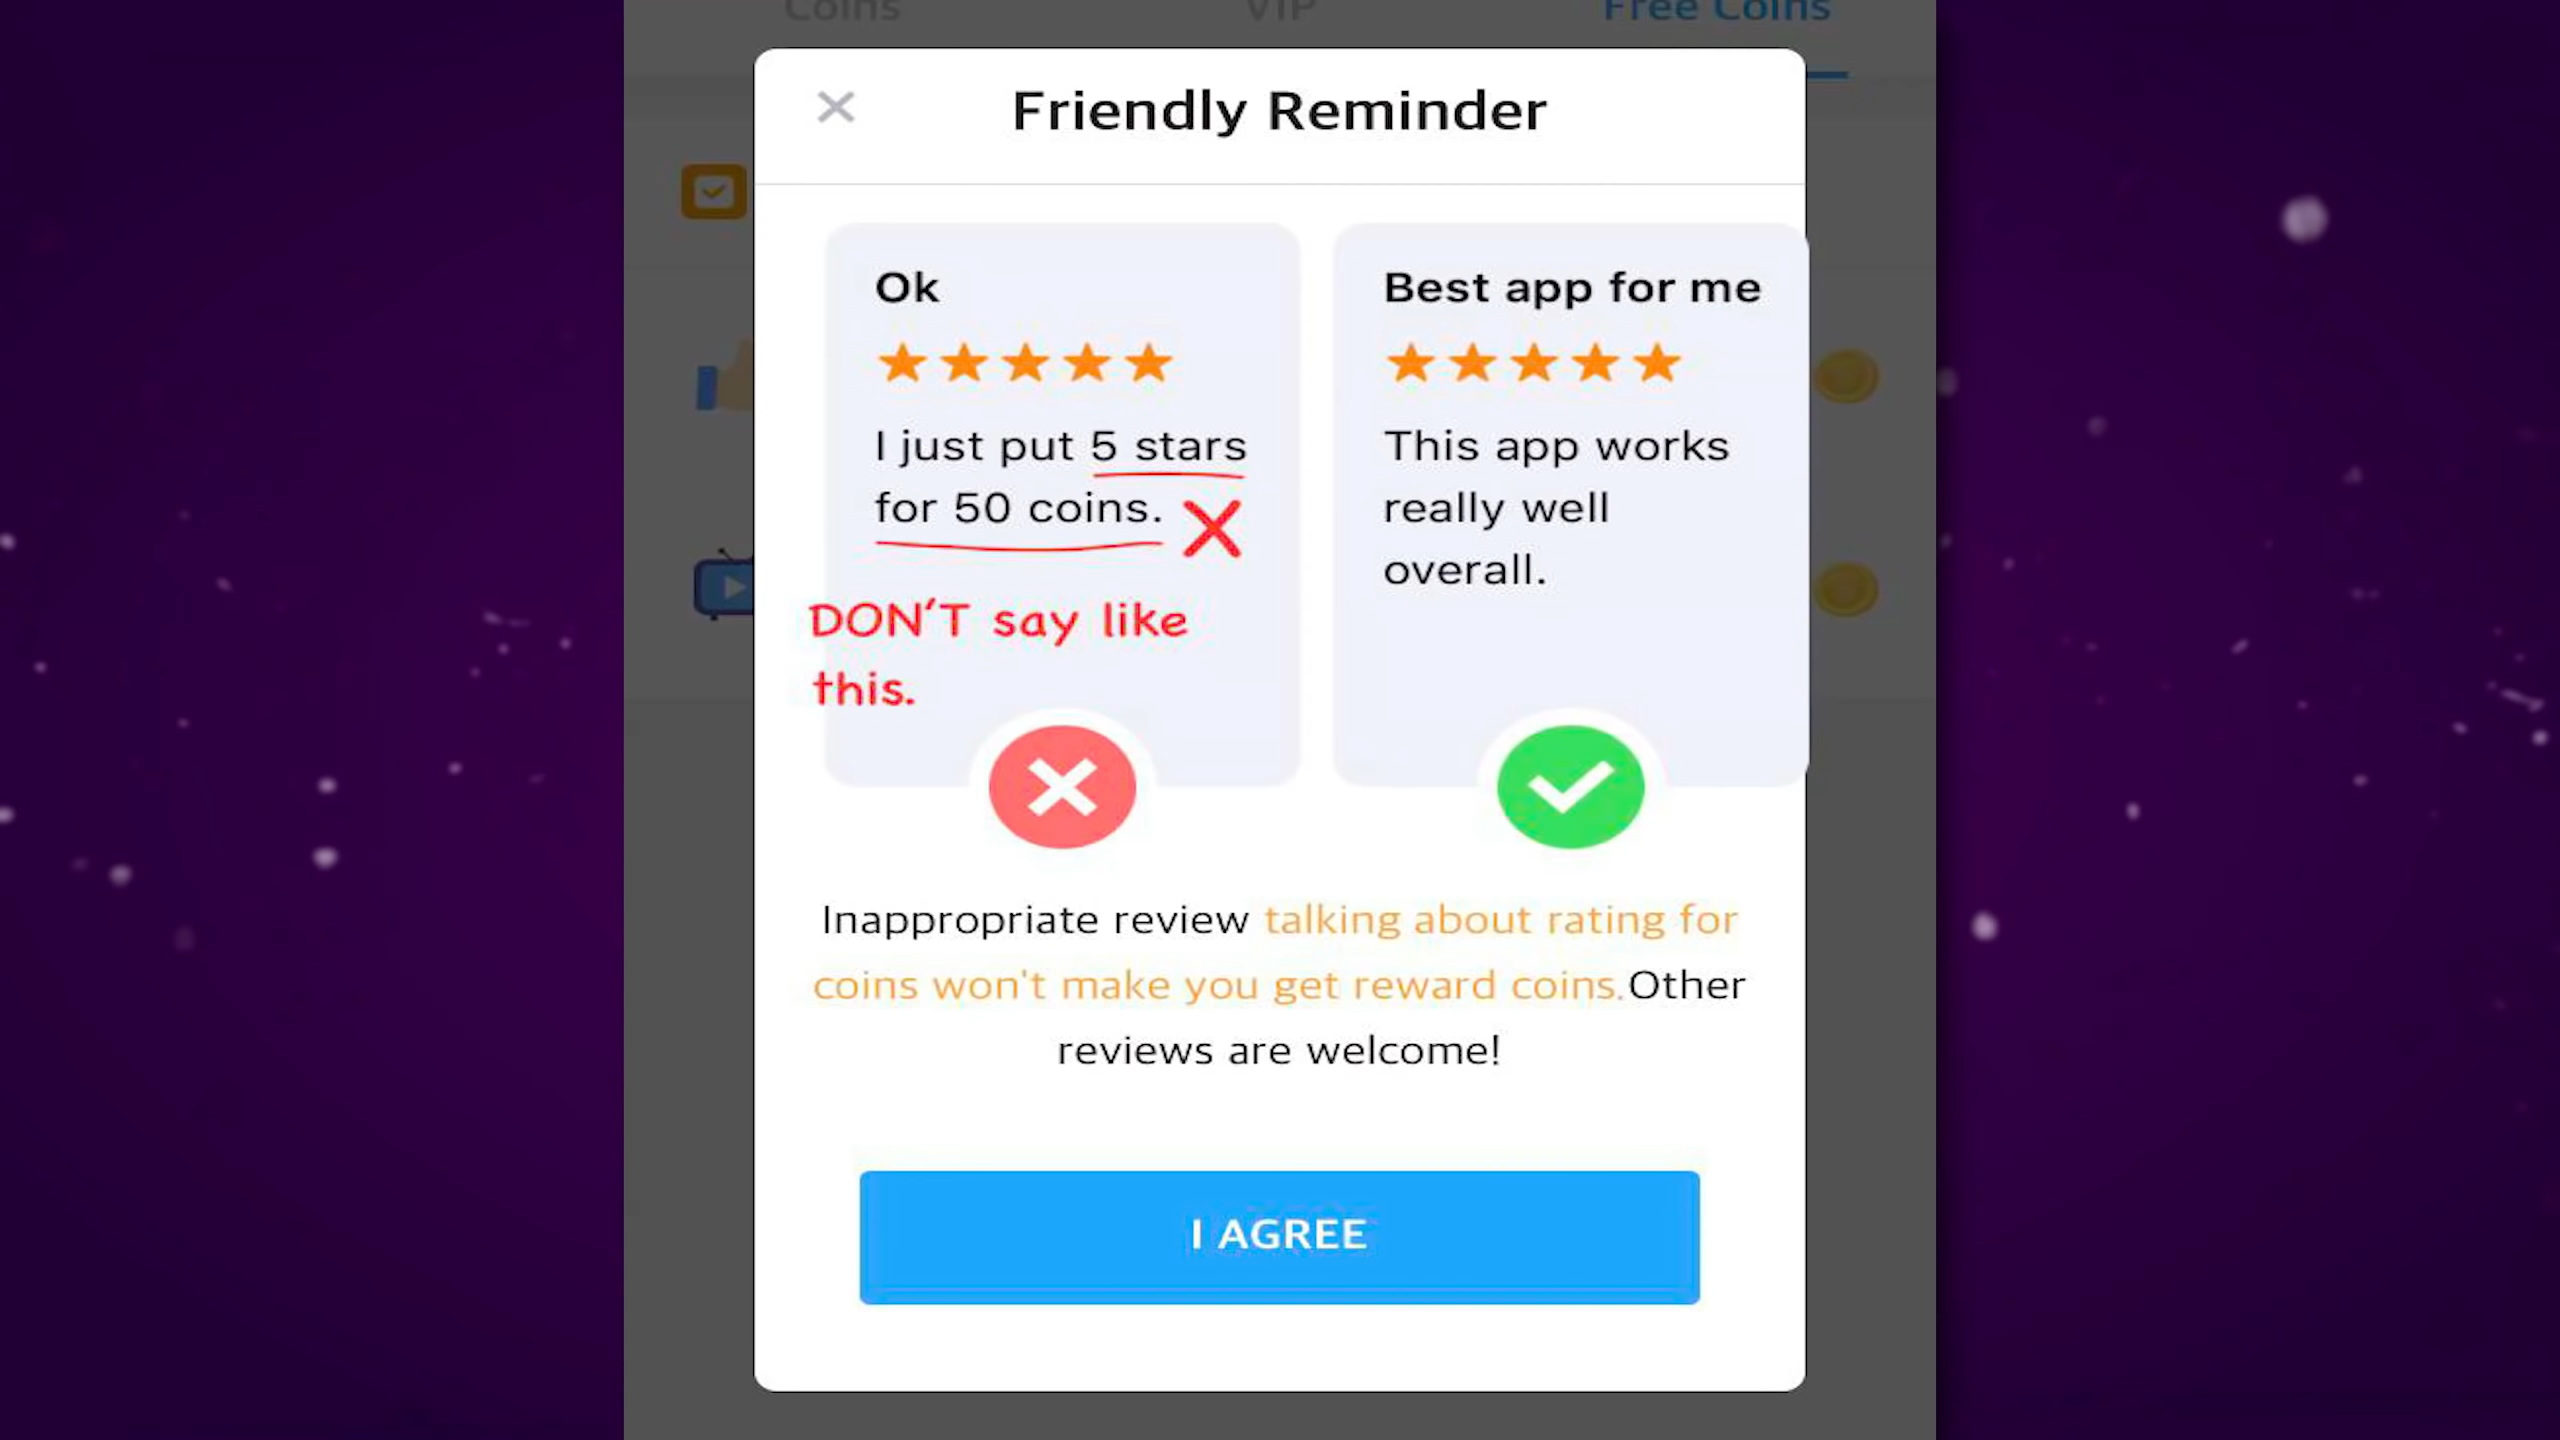 Coins VIP Free Coins
Friendly Reminder
Ok
I just put 5 stars
for 50 coins.
DON'T say like
this.
Best app for me
This app works
really well
overall.
Inappropriate review talking about rating for
coins won't make you get reward coins.Other
reviews are welcome!
I AGREE